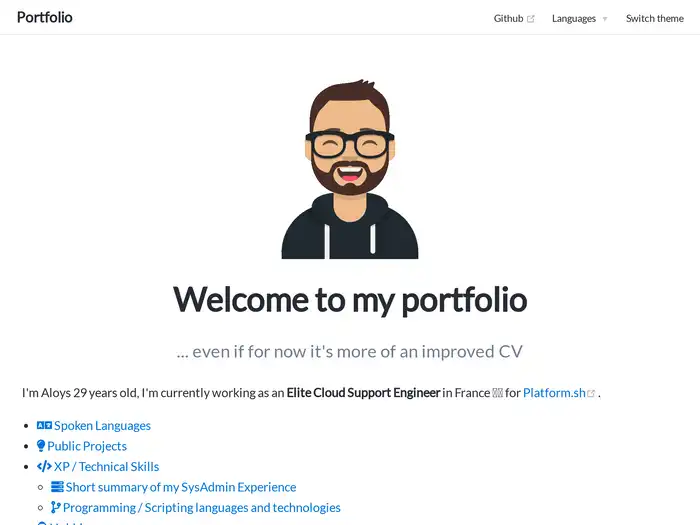 Portfolio
Github Languages Switch theme
Welcome to my portfolio
... even if for now it's more of an improved CV
I'm Aloys 29 years old, I'm currently working as an Elite Cloud Support Engineer in France for Platform.sh .
Spoken Languages
Public Projects
XP / Technical Skills
Short summary of my SysAdmin Experience
Programming / Scripting languages and technologies